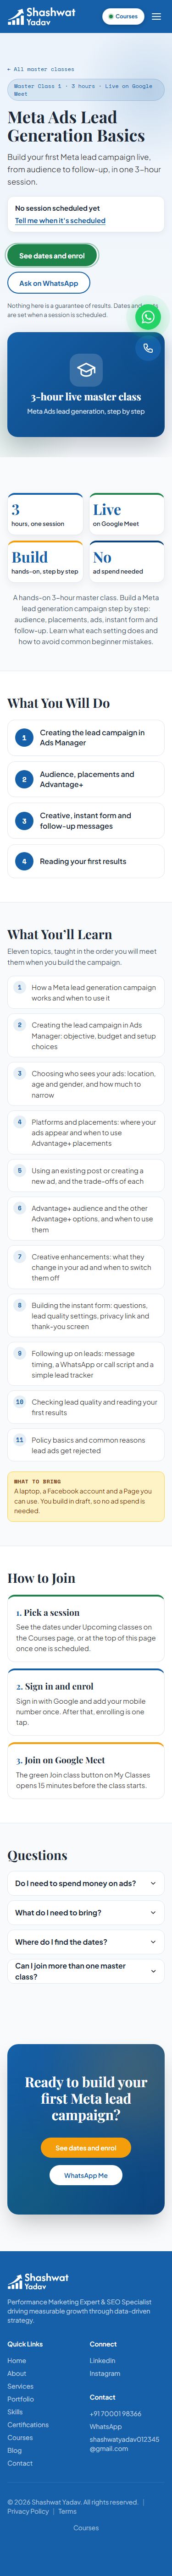 Shashwat
Yadav
Courses
← All master classes
Master Class 1 · 3 hours · Live on Google
Meet
Meta Ads Lead
Generation Basics
Build your first Meta lead campaign live,
from audience to follow-up, in one 3-hour
session.
No session scheduled yet
Tell me when it's scheduled
See dates and enrol
Ask on WhatsApp
Nothing here is a guarantee of results. Dates and
are set when a session is scheduled.
3-hour live master class
Meta Ads lead generation, step by step
3
hours, one session
Live
on Google Meet
Build
hands-on, step by step
No
ad spend needed
A hands-on 3-hour master class. Build a Meta
lead generation campaign step by step:
audience, placements, ads, instant form and
follow-up. Learn what each setting does and
how to avoid common beginner mistakes.
What You Will Do
1 Creating the lead campaign in
Ads Manager
2 Audience, placements and
Advantage+
3 Creative, instant form and
follow-up messages
4 Reading your first results
What You'll Learn
Eleven topics, taught in the order you will meet
them when you build the campaign.
1 How a Meta lead generation campaign
works and when to use it
2 Creating the lead campaign in Ads
Manager: objective, budget and setup
choices
3 Choosing who sees your ads: location,
age and gender, and how much to
narrow
4 Platforms and placements: where your
ads appear and when to use
Advantage+ placements
5 Using an existing post or creating a
new ad, and the trade-offs of each
6 Advantage+ audience and the other
Advantage+ options, and when to use
them
7 Creative enhancements: what they
change in your ad and when to switch
them off
8 Building the instant form: questions,
lead quality settings, privacy link and
thank-you screen
9 Following up on leads: message
timing, a WhatsApp or call script and a
simple lead tracker
10 Checking lead quality and reading your
first results
11 Policy basics and common reasons
lead ads get rejected
WHAT TO BRING
A laptop, a Facebook account and a Page you
can use. You build in draft, so no ad spend is
needed.
How to Join
1. Pick a session
See the dates under Upcoming classes on
the Courses page, or at the top of this page
once one is scheduled.
2. Sign in and enrol
Sign in with Google and add your mobile
number once. After that, enrolling is one
tap.
3. Join on Google Meet
The green Join class button on My Classes
opens 15 minutes before the class starts.
Questions
Do I need to spend money on ads?
What do I need to bring?
Where do I find the dates?
Can I join more than one master
class?
Ready to build your
first Meta lead
campaign?
See dates and enrol
WhatsApp Me
Shashwat
Yadav
Performance Marketing Expert & SEO Specialist
driving measurable growth through data-driven
strategy.
Quick Links
Home
About
Services
Portfolio
Skills
Certifications
Courses
Blog
Contact
Connect
LinkedIn
Instagram
Contact
+91 70001 98366
WhatsApp
shashwatyadav012345
@gmail.com
© 2026 Shashwat Yadav. All rights reserved. |
Privacy Policy | Terms
Courses